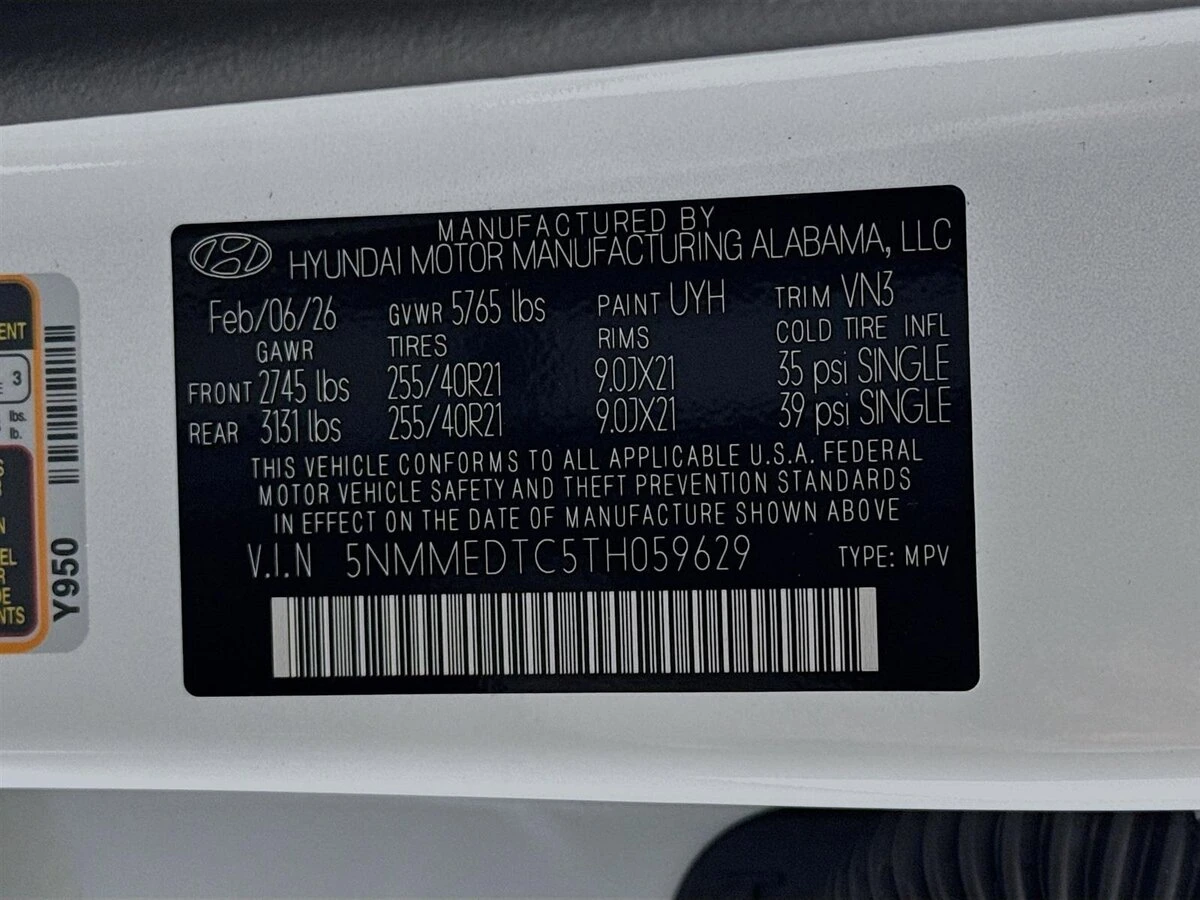 MANUFACTURED BY
HYUNDAI MOTOR MANUFACTURING ALABAMA, LLC
Feb/06/26 GVWR 5765 lbs PAINT UYH TRIM VN3
GAWR TIRES RIMS COLD TIRE INFL
FRONT 2745 lbs 255/40R21 9.0JX21 35 psi SINGLE
REAR 3131 lbs 255/40R21 9.0JX21 39 psi SINGLE
THIS VEHICLE CONFORMS TO ALL APPLICABLE U.S.A. FEDERAL
MOTOR VEHICLE SAFETY AND THEFT PREVENTION STANDARDS
IN EFFECT ON THE DATE OF MANUFACTURE SHOWN ABOVE
V.I.N 5NMMEDTC5TH059629 TYPE: MPV
3
lbs.
lb.
Y950